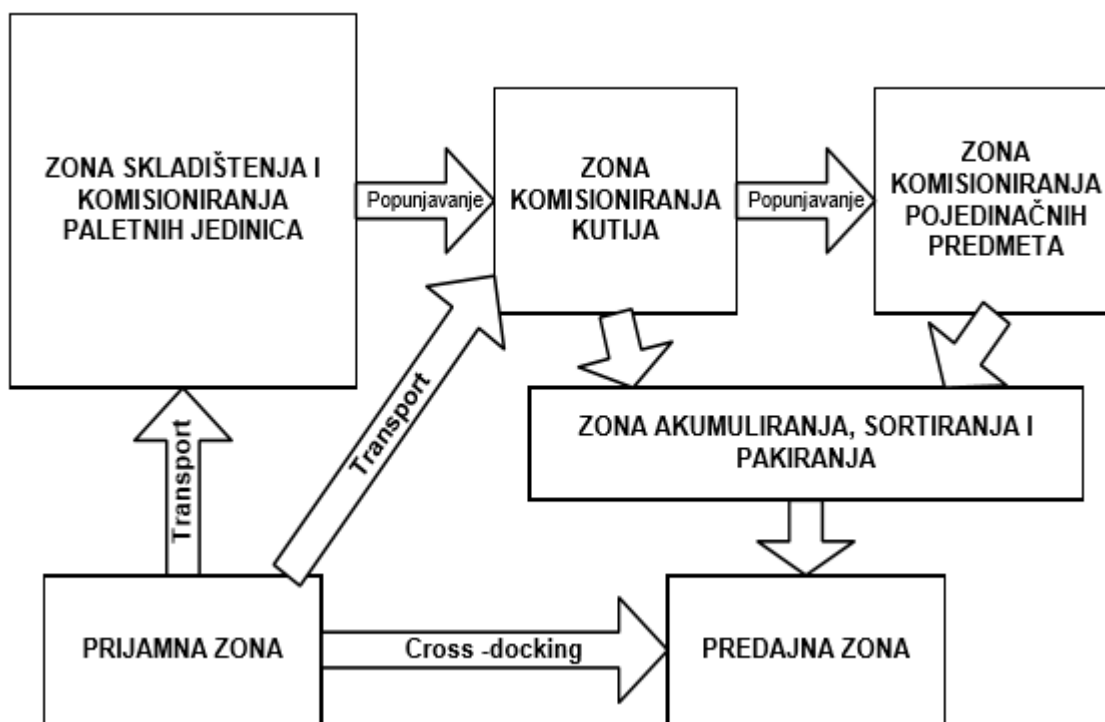 ZONA SKLADIŠTENJA I
KOMISIONIRANJA
PALETNIH JEDINICA
Popunjavanje
ZONA
KOMISIONIRANJA
KUTIJA
Popunjavanje
ZONA
KOMISIONIRANJA
POJEDINAČNIH
PREDMETA
Transport
Transport
ZONA AKUMULIRANJA, SORTIRANJA I
PAKIRANJA
PRIJAMNA ZONA
Cross -docking
PREDAJNA ZONA